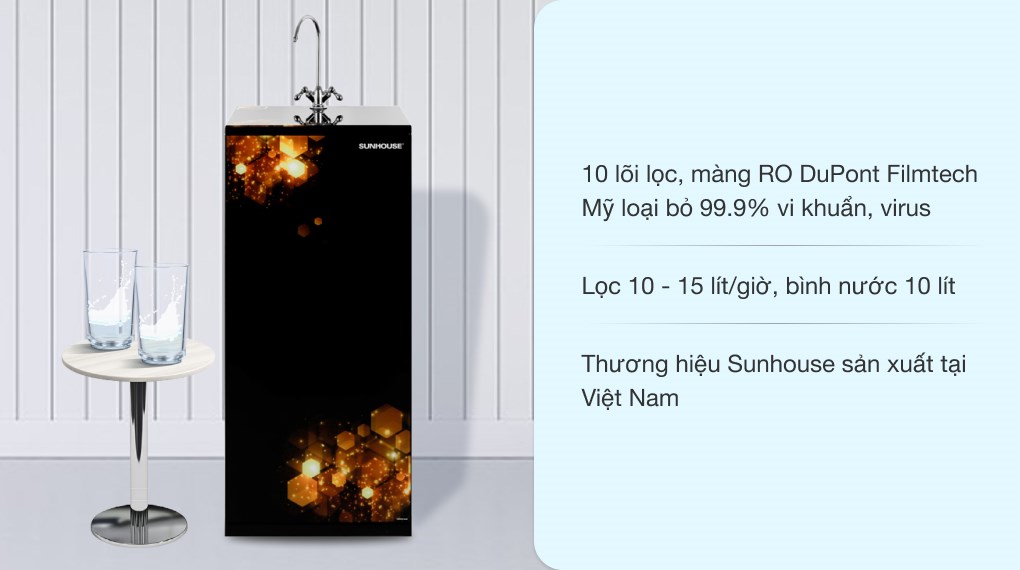 SUNHOUSE
10 lõi lọc, màng RO DuPont Filmtech
Mỹ loại bỏ 99.9% vi khuẩn, virus
Lọc 10 - 15 lít/giờ, bình nước 10 lít
Thương hiệu Sunhouse sản xuất tại
Việt Nam